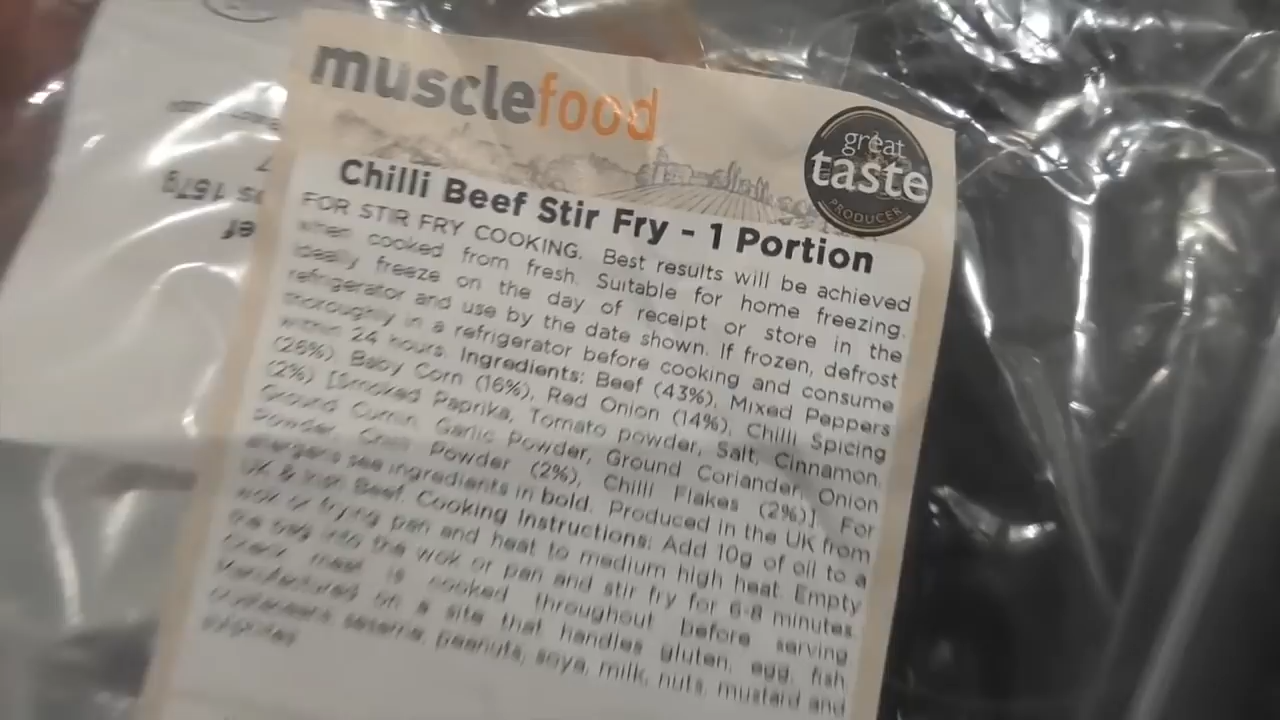 musclefood
great
taste
PRODUCER
Chilli Beef Stir Fry - 1 Portion
FOR STIR FRY COOKING. Best results will be achieved
when cooked from fresh. Suitable for home freezing.
Ideally freeze on the day of receipt or store in the
refrigerator and use by the date shown. If frozen, defrost
thoroughly in a refrigerator before cooking and consume
within 24 hours. Ingredients: Beef (43%), Mixed Peppers
(26%) Baby Corn (16%), Red Onion (14%), Chilli Spicing
(2%) [Smoked Paprika, Tomato powder, Salt, Cinnamon,
Ground Cumin, Garlic Powder, Ground Coriander, Onion
Powder, Chilli Powder (2%), Chilli Flakes (2%)]. For
allergens see ingredients in bold. Produced in the UK from
UK & Irish Beef. Cooking Instructions: Add 10g of oil to a
wok or frying pan and heat to medium high heat. Empty
the bag into the wok or pan and stir fry for 6-8 minutes.
Check meat is cooked throughout before serving
Manufactured on a site that handles gluten, egg, fish,
crustaceans, sesame, peanuts, soya, milk, nuts, mustard and
sulphites